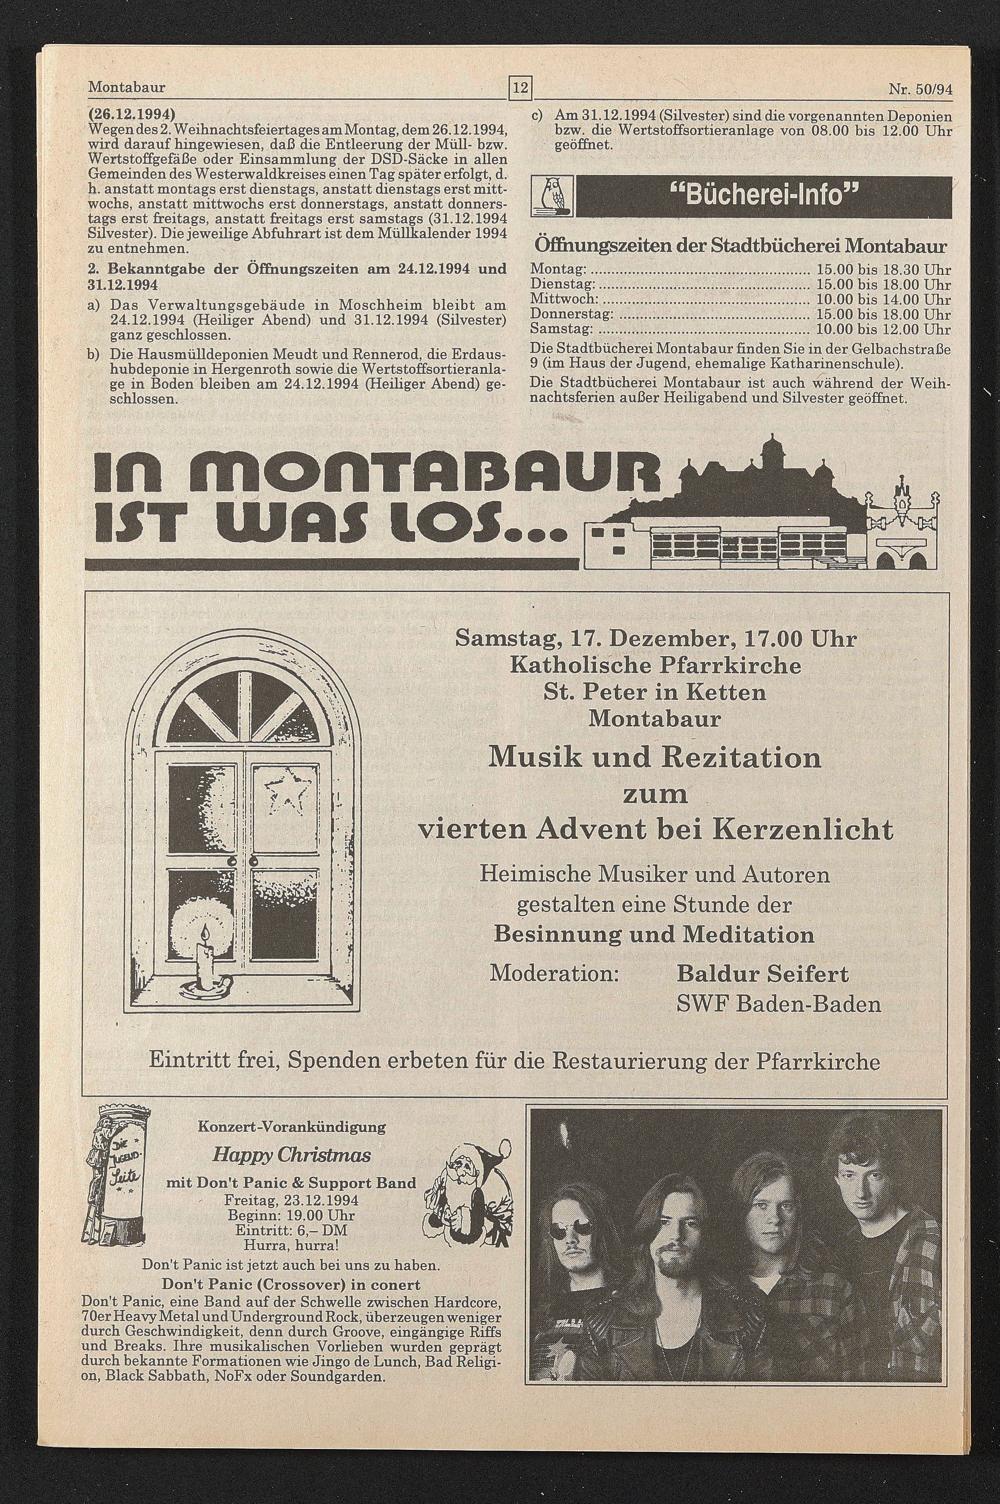 Montabaur
12
Nr. 50/94
(26.12.1994)
Wegen des 2. Weihnachtsfeiertages am Montag, dem 26.12.1994,
wird darauf hingewiesen, daß die Entleerung der Müll- bzw.
Wertstoffgefäße oder Einsammlung der DSD-Säcke in allen
Gemeinden des Westerwaldkreises einen Tag später erfolgt, d.
h. anstatt montags erst dienstags, anstatt dienstags erst mitt-
wochs, anstatt mittwochs erst donnerstags, anstatt donners-
tags erst freitags, anstatt freitags erst samstags (31.12.1994
Silvester). Die jeweilige Abfuhrart ist dem Müllkalender 1994
zu entnehmen.
2. Bekanntgabe der Öffnungszeiten am 24.12.1994 und
31.12.1994
a) Das Verwaltungsgebäude in Moschheim bleibt am
24.12.1994 (Heiliger Abend) und 31.12.1994 (Silvester)
ganz geschlossen.
b) Die Hausmülldeponien Meudt und Rennerod, die Erdaus-
hubdeponie in Hergenroth sowie die Wertstoffsortieranla-
ge in Boden bleiben am 24.12.1994 (Heiliger Abend) ge-
schlossen.
c) Am 31.12.1994 (Silvester) sind die vorgenannten Deponien
bzw. die Wertstoffsortieranlage von 08.00 bis 12.00 Uhr
geöffnet.
“Bücherei-Info”
Öffnungszeiten der Stadtbücherei Montabaur
Montag: ................................................ 15.00 bis 18.30 Uhr
Dienstag: .............................................. 15.00 bis 18.00 Uhr
Mittwoch: .............................................. 10.00 bis 14.00 Uhr
Donnerstag: .......................................... 15.00 bis 18.00 Uhr
Samstag: .............................................. 10.00 bis 12.00 Uhr
Die Stadtbücherei Montabaur finden Sie in der Gelbachstraße
9 (im Haus der Jugend, ehemalige Katharinenschule).
Die Stadtbücherei Montabaur ist auch während der Weih-
nachtsferien außer Heiligabend und Silvester geöffnet.
IN MONTABAUR
IST WAS LOS...
Samstag, 17. Dezember, 17.00 Uhr
Katholische Pfarrkirche
St. Peter in Ketten
Montabaur
Musik und Rezitation
zum
vierten Advent bei Kerzenlicht
Heimische Musiker und Autoren
gestalten eine Stunde der
Besinnung und Meditation
Moderation: Baldur Seifert
SWF Baden-Baden
Eintritt frei, Spenden erbeten für die Restaurierung der Pfarrkirche
Die
Jugend-
Seite
Konzert-Vorankündigung
Happy Christmas
mit Don't Panic & Support Band
Freitag, 23.12.1994
Beginn: 19.00 Uhr
Eintritt: 6,– DM
Hurra, hurra!
Don't Panic ist jetzt auch bei uns zu haben.
Don't Panic (Crossover) in conert
Don't Panic, eine Band auf der Schwelle zwischen Hardcore,
70er Heavy Metal und Underground Rock, überzeugen weniger
durch Geschwindigkeit, denn durch Groove, eingängige Riffs
und Breaks. Ihre musikalischen Vorlieben wurden geprägt
durch bekannte Formationen wie Jingo de Lunch, Bad Religi-
on, Black Sabbath, NoFx oder Soundgarden.